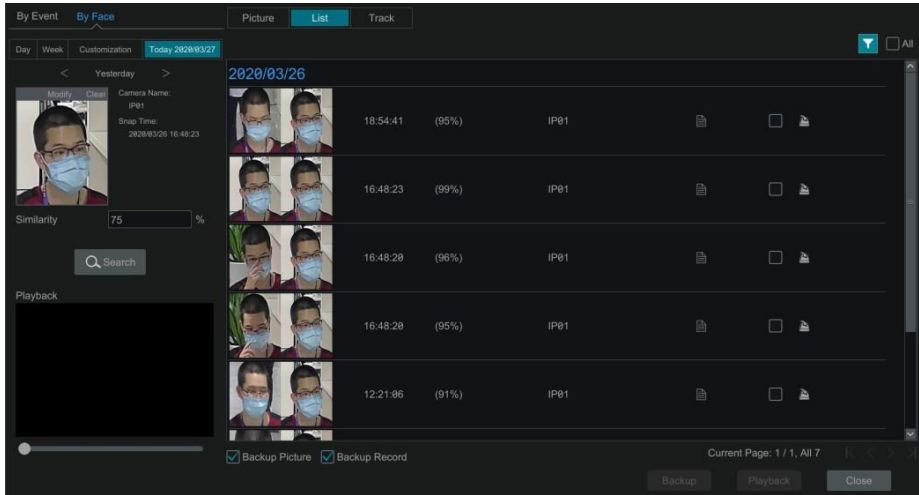 By Event By Face
Picture List Track
Day Week Customization Today 2020/03/27
All
< Yesterday >
2020/03/26
Modify Clear
Camera Name:
IP01
Snap Time:
2020/03/26 16:48:23
18:54:41 (95%) IP01
16:48:23 (99%) IP01
Similarity 75 %
16:48:20 (96%) IP01
Search
Playback
16:48:20 (95%) IP01
12:21:06 (91%) IP01
Backup Picture Backup Record
Current Page: 1 / 1, All 7
Backup Playback Close